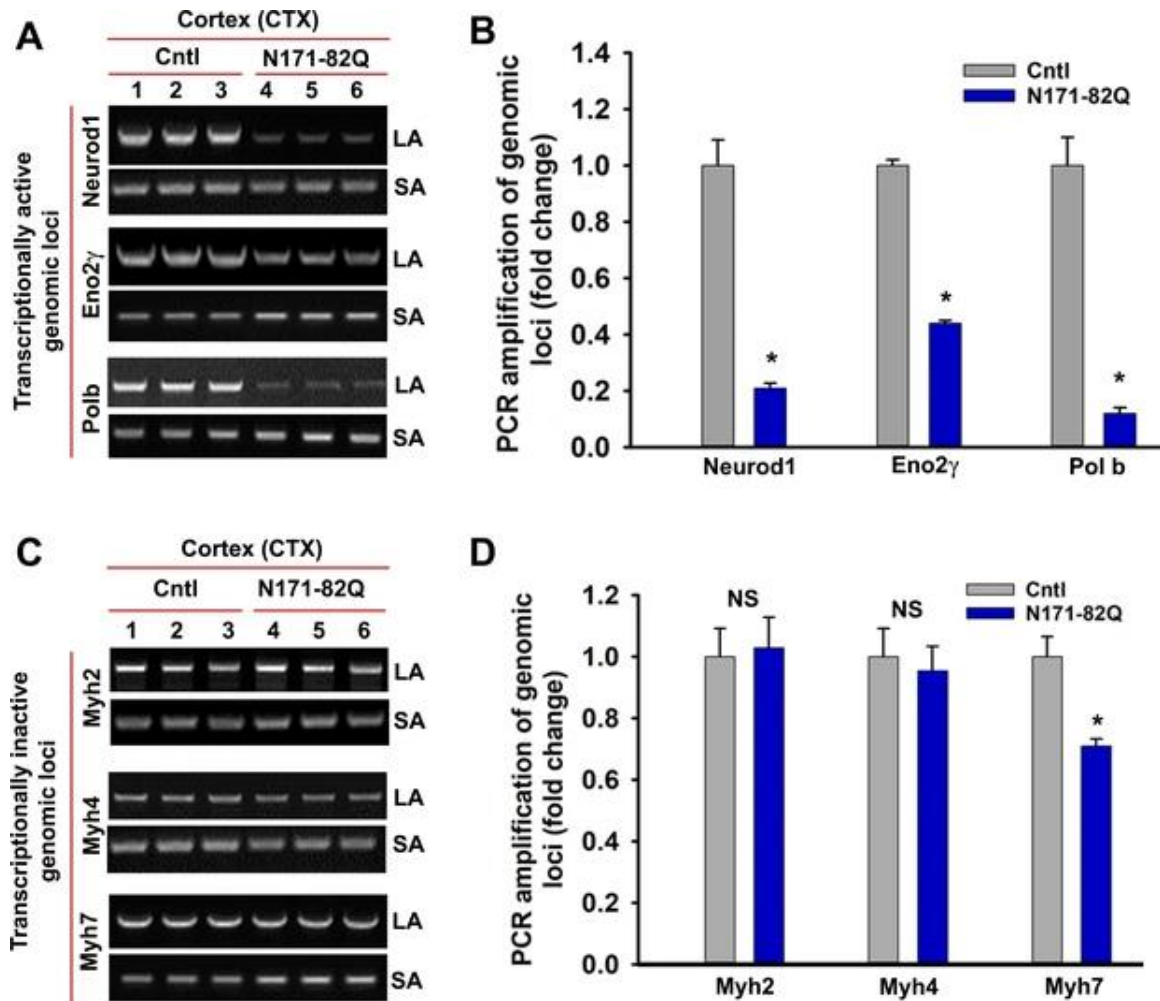 A
Cortex (CTX)
Cntl N171-82Q
1 2 3 4 5 6
Transcriptionally active
genomic loci
Neurod1
LA
SA
Eno2γ
LA
SA
Polb
LA
SA
B
PCR amplification of genomic
loci (fold change)
1.4
1.2
1.0
0.8
0.6
0.4
0.2
0.0
Cntl
N171-82Q
*
*
*
Neurod1 Eno2γ Pol b
C
Cortex (CTX)
Cntl N171-82Q
1 2 3 4 5 6
Transcriptionally inactive
genomic loci
Myh2
LA
SA
Myh4
LA
SA
Myh7
LA
SA
D
PCR amplification of genomic
loci (fold change)
1.2
1.0
0.8
0.6
0.4
0.2
0.0
Cntl
N171-82Q
NS NS
*
Myh2 Myh4 Myh7